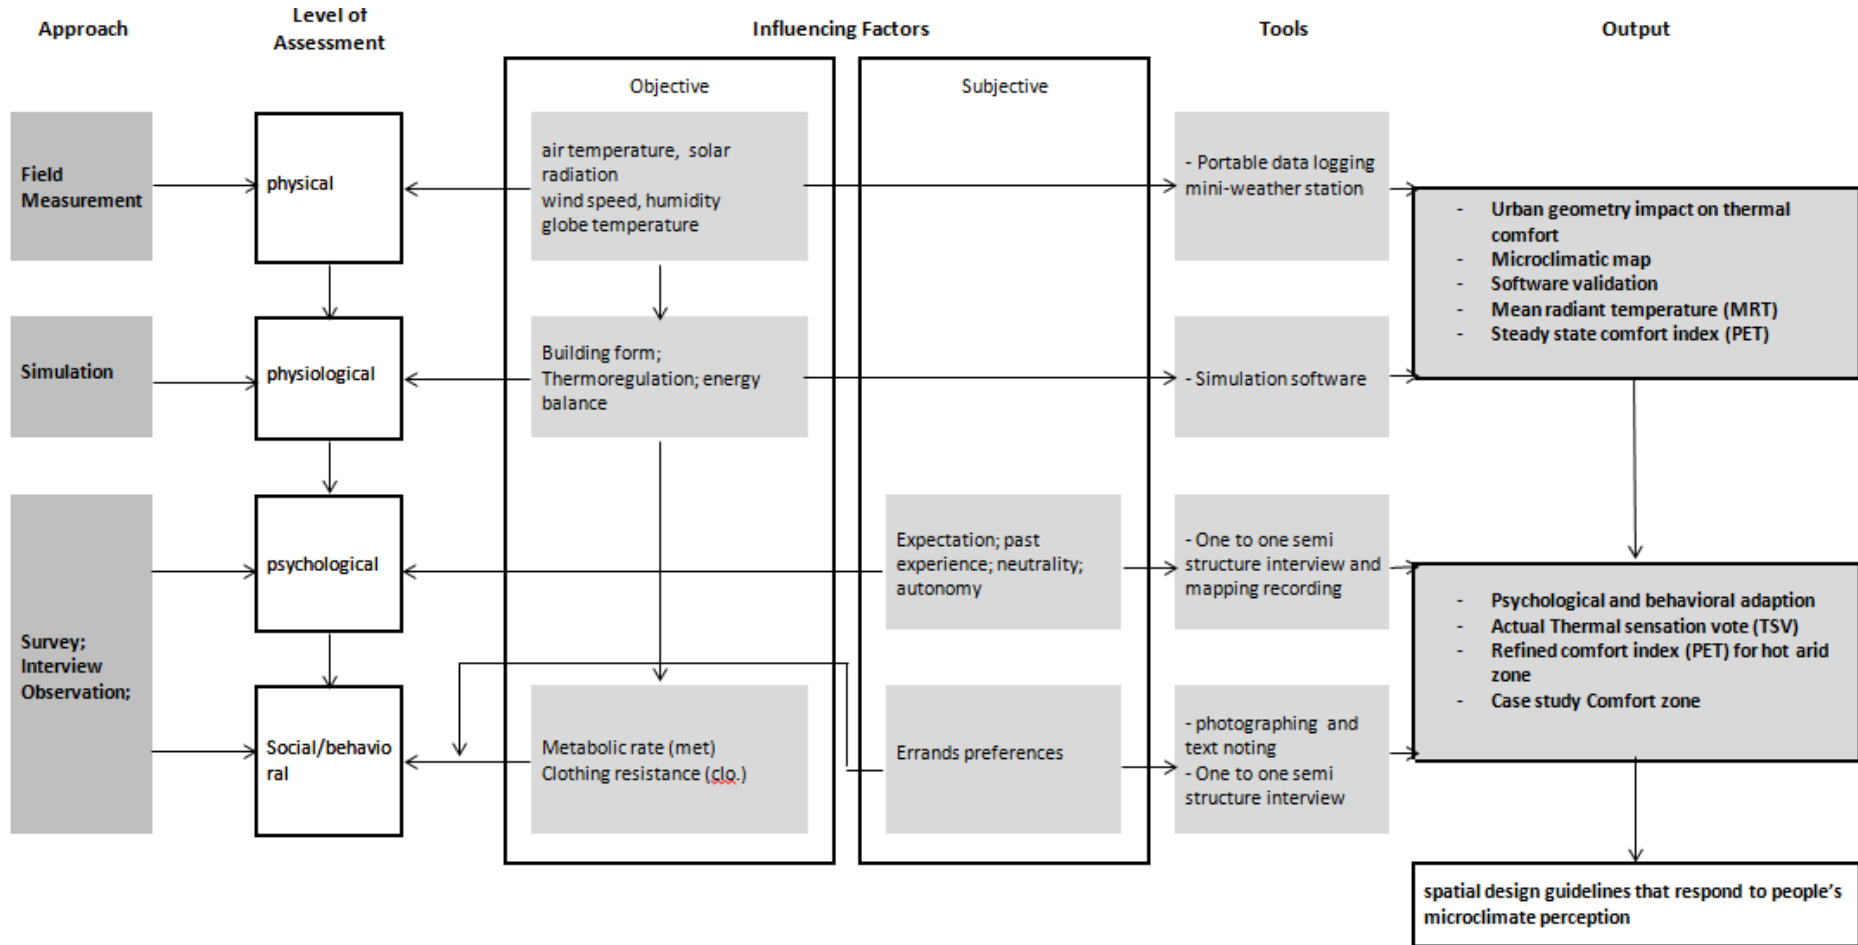 Approach
Level of
Assessment
Influencing Factors
Tools
Output
Objective
Subjective
Field
Measurement
physical
air temperature, solar
radiation
wind speed, humidity
globe temperature
- Portable data logging
mini-weather station
- Urban geometry impact on thermal
comfort
- Microclimatic map
- Software validation
- Mean radiant temperature (MRT)
- Steady state comfort index (PET)
Simulation
physiological
Building form;
Thermoregulation; energy
balance
- Simulation software
Survey;
Interview
Observation;
psychological
Expectation; past
experience; neutrality;
autonomy
- One to one semi
structure interview and
mapping recording
- Psychological and behavioral adaption
- Actual Thermal sensation vote (TSV)
- Refined comfort index (PET) for hot arid
zone
- Case study Comfort zone
Social/behavio
ral
Metabolic rate (met)
Clothing resistance (clo.)
Errands preferences
- photographing and
text noting
- One to one semi
structure interview
spatial design guidelines that respond to people's
microclimate perception